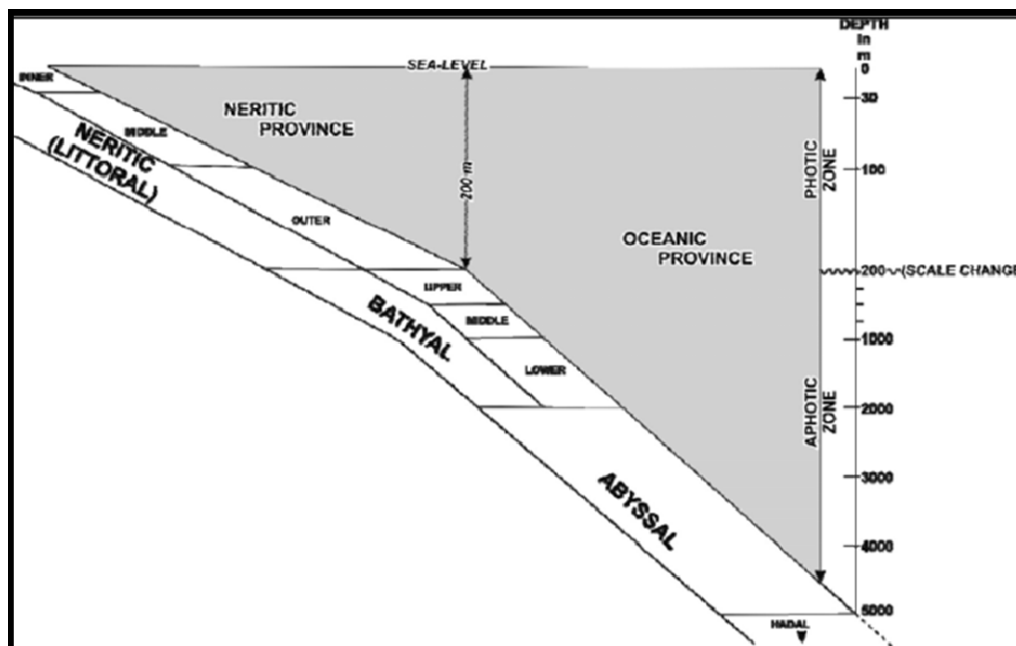 DEPTH
in
m
SEA-LEVEL
0
INNER
30
NERITIC
PROVINCE
MIDDLE
NERITIC
(LITTORAL)
100
PHOTIC
ZONE
200 m
OUTER
OCEANIC
PROVINCE
200
(SCALE CHANGE
UPPER
BATHYAL
MIDDLE
1000
LOWER
APHOTIC
ZONE
2000
3000
ABYSSAL
4000
5000
HADAL